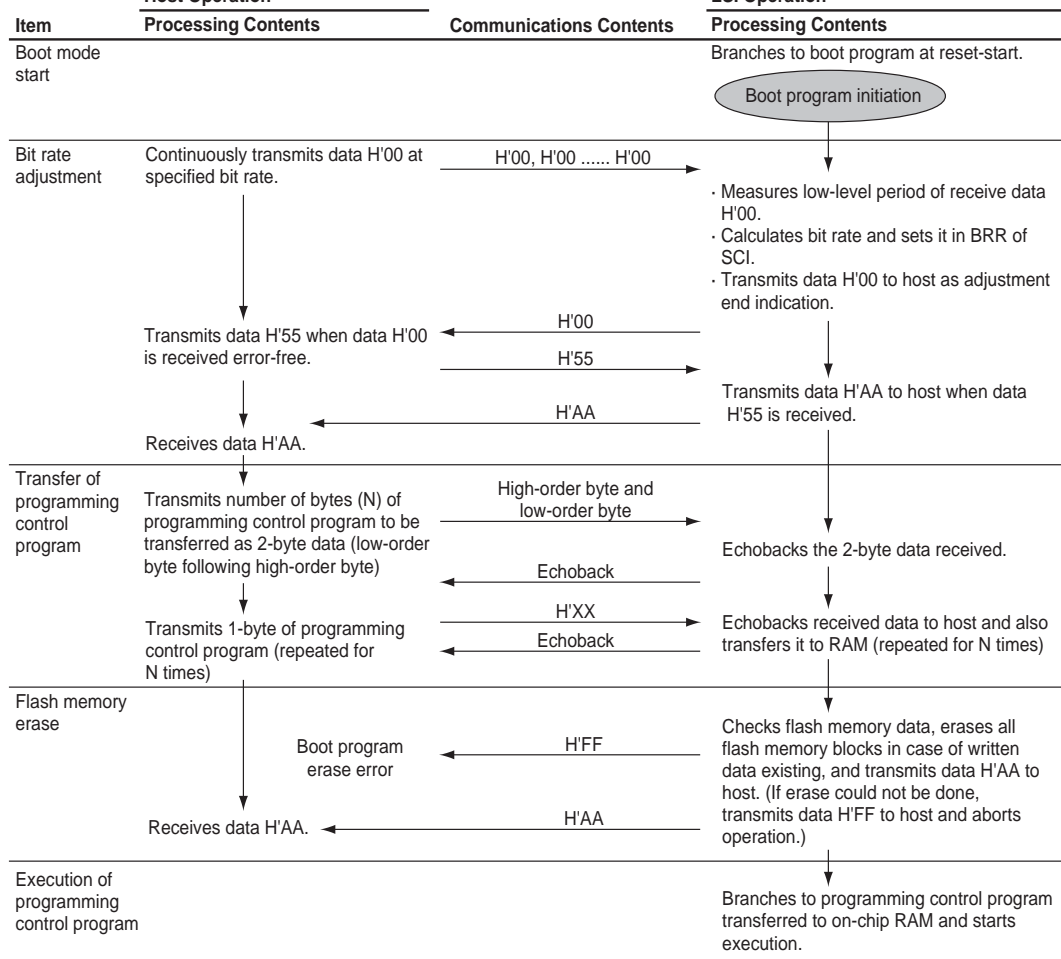 Item
Processing Contents
Communications Contents
Processing Contents
Boot mode
start
Branches to boot program at reset-start.
Boot program initiation
Bit rate
adjustment
Continuously transmits data H'00 at
specified bit rate.
H'00, H'00 ...... H'00
· Measures low-level period of receive data
H'00.
· Calculates bit rate and sets it in BRR of
SCI.
· Transmits data H'00 to host as adjustment
end indication.
H'00
Transmits data H'55 when data H'00
is received error-free.
H'55
Transmits data H'AA to host when data
H'55 is received.
H'AA
Receives data H'AA.
Transfer of
programming
control
program
Transmits number of bytes (N) of
programming control program to be
transferred as 2-byte data (low-order
byte following high-order byte)
High-order byte and
low-order byte
Echobacks the 2-byte data received.
Echoback
H'XX
Transmits 1-byte of programming
control program (repeated for
N times)
Echoback
Echobacks received data to host and also
transfers it to RAM (repeated for N times)
Flash memory
erase
Checks flash memory data, erases all
flash memory blocks in case of written
data existing, and transmits data H'AA to
host. (If erase could not be done,
transmits data H'FF to host and aborts
operation.)
Boot program
erase error
H'FF
Receives data H'AA.
H'AA
Execution of
programming
control program
Branches to programming control program
transferred to on-chip RAM and starts
execution.